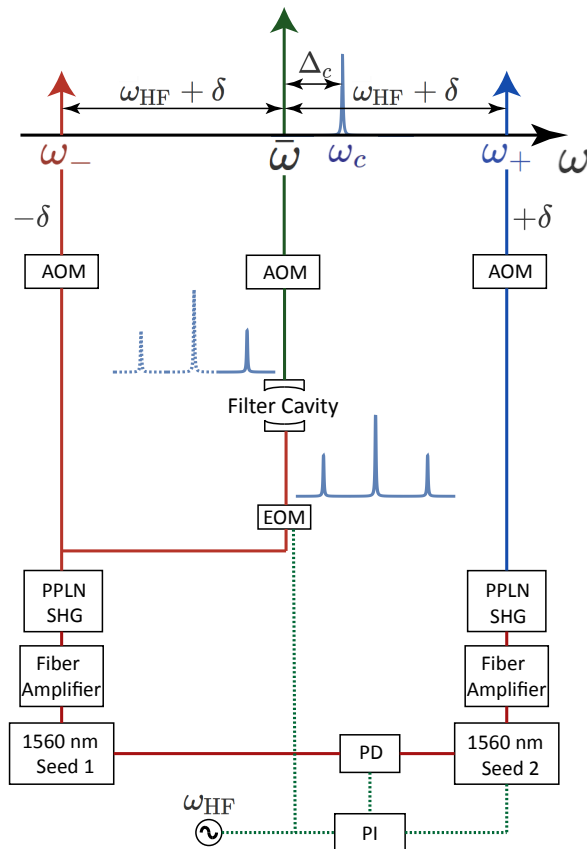 Δ_c
ω_HF + δ
ω_HF + δ
ω_−
ω̄
ω_c
ω_+
ω
−δ
+δ
AOM
AOM
AOM
Filter Cavity
EOM
PPLN
SHG
PPLN
SHG
Fiber
Amplifier
Fiber
Amplifier
1560 nm
Seed 1
PD
1560 nm
Seed 2
ω_HF
PI